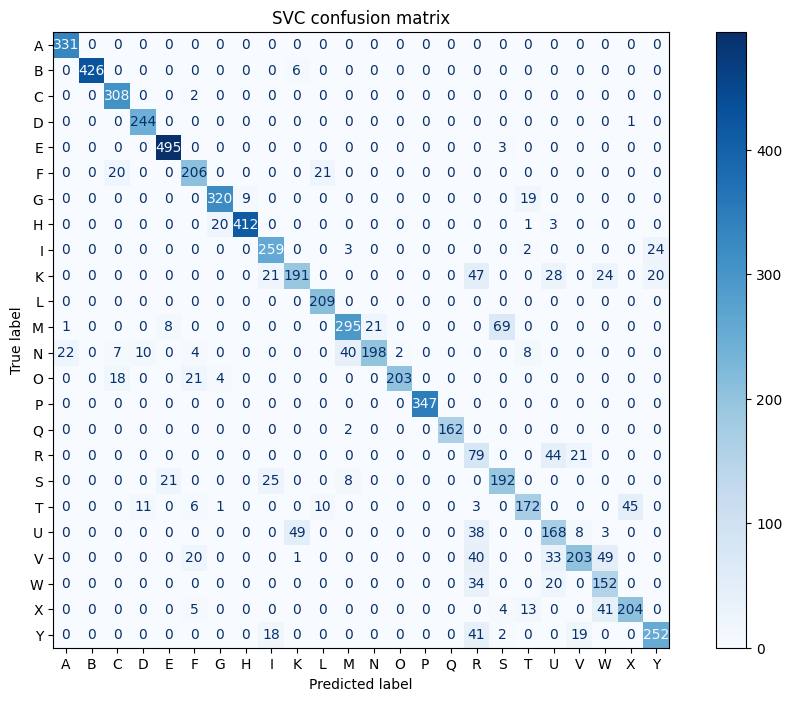 SVC confusion matrix
A 331 0 0 0 0 0 0 0 0 0 0 0 0 0 0 0 0 0 0 0 0 0 0 0
B 0 426 0 0 0 0 0 0 0 6 0 0 0 0 0 0 0 0 0 0 0 0 0 0
C 0 0 308 0 0 2 0 0 0 0 0 0 0 0 0 0 0 0 0 0 0 0 0 0
D 0 0 0 244 0 0 0 0 0 0 0 0 0 0 0 0 0 0 0 0 0 0 1 0
E 0 0 0 0 495 0 0 0 0 0 0 0 0 0 0 0 0 3 0 0 0 0 0 0
F 0 0 20 0 0 206 0 0 0 0 21 0 0 0 0 0 0 0 0 0 0 0 0 0
G 0 0 0 0 0 0 320 9 0 0 0 0 0 0 0 0 0 0 19 0 0 0 0 0
H 0 0 0 0 0 0 20 412 0 0 0 0 0 0 0 0 0 0 1 3 0 0 0 0
I 0 0 0 0 0 0 0 0 259 0 0 3 0 0 0 0 0 0 2 0 0 0 0 24
K 0 0 0 0 0 0 0 0 21 191 0 0 0 0 0 0 47 0 0 28 0 24 0 20
L 0 0 0 0 0 0 0 0 0 0 209 0 0 0 0 0 0 0 0 0 0 0 0 0
M 1 0 0 0 8 0 0 0 0 0 0 295 21 0 0 0 0 69 0 0 0 0 0 0
N 22 0 7 10 0 4 0 0 0 0 0 40 198 2 0 0 0 0 8 0 0 0 0 0
O 0 0 18 0 0 21 4 0 0 0 0 0 0 203 0 0 0 0 0 0 0 0 0 0
P 0 0 0 0 0 0 0 0 0 0 0 0 0 0 347 0 0 0 0 0 0 0 0 0
Q 0 0 0 0 0 0 0 0 0 0 0 2 0 0 0 162 0 0 0 0 0 0 0 0
R 0 0 0 0 0 0 0 0 0 0 0 0 0 0 0 0 79 0 0 44 21 0 0 0
S 0 0 0 0 21 0 0 0 25 0 0 8 0 0 0 0 0 192 0 0 0 0 0 0
T 0 0 0 11 0 6 1 0 0 0 10 0 0 0 0 0 3 0 172 0 0 0 45 0
U 0 0 0 0 0 0 0 0 0 49 0 0 0 0 0 0 38 0 0 168 8 3 0 0
V 0 0 0 0 0 20 0 0 0 1 0 0 0 0 0 0 40 0 0 33 203 49 0 0
W 0 0 0 0 0 0 0 0 0 0 0 0 0 0 0 0 34 0 0 20 0 152 0 0
X 0 0 0 0 0 5 0 0 0 0 0 0 0 0 0 0 0 4 13 0 0 41 204 0
Y 0 0 0 0 0 0 0 0 18 0 0 0 0 0 0 0 41 2 0 0 19 0 0 252
A B C D E F G H I K L M N O P Q R S T U V W X Y
Predicted label
True label
400
300
200
100
0